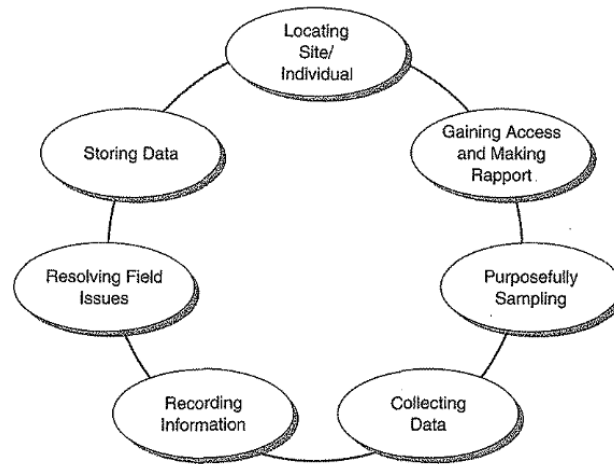 Locating
Site/
Individual
Gaining Access
and Making
Rapport
Purposefully
Sampling
Collecting
Data
Recording
Information
Resolving Field
Issues
Storing Data